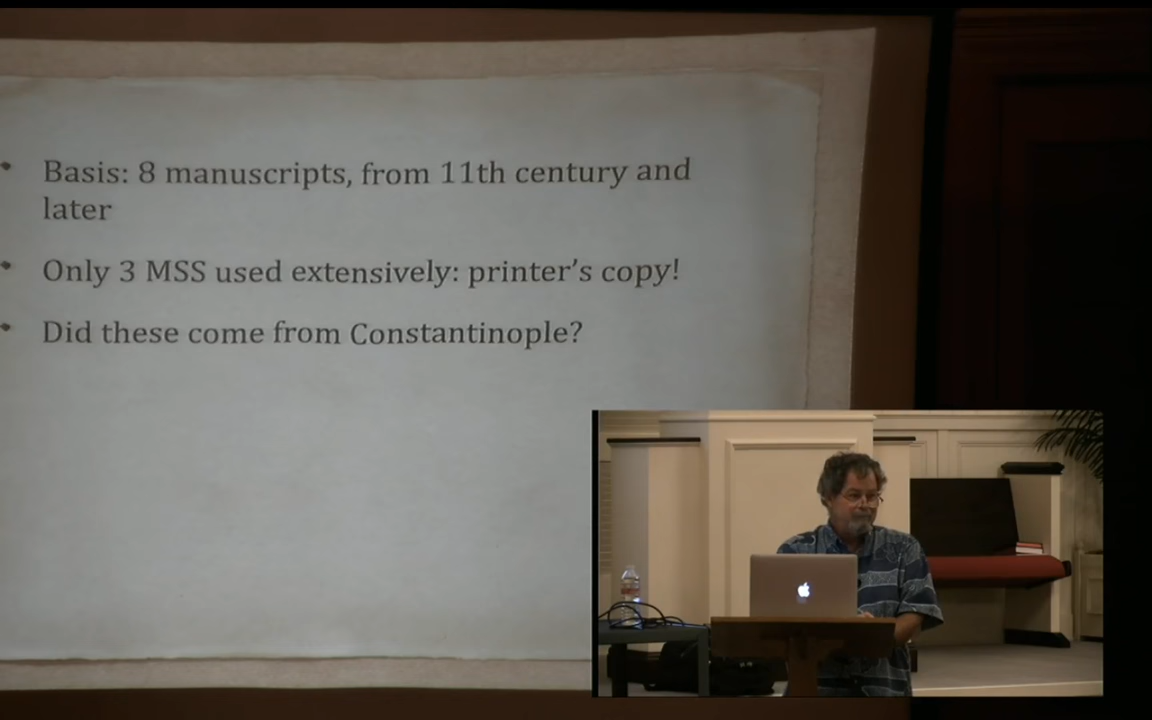 • Basis: 8 manuscripts, from 11th century and
later
• Only 3 MSS used extensively: printer's copy!
• Did these come from Constantinople?